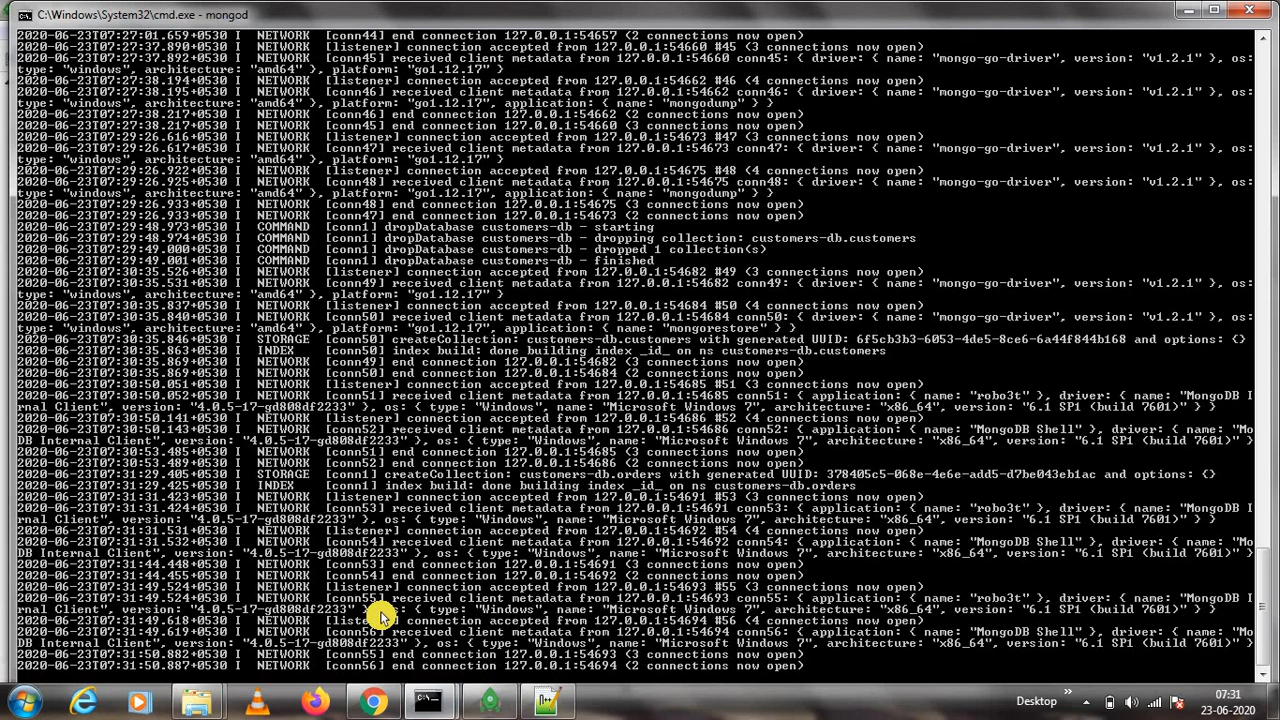 C:\Windows\System32\cmd.exe - mongod
2020-06-23T07:27:01.659+0530 I  NETWORK  [conn44] end connection 127.0.0.1:54657 (2 connections now open)
2020-06-23T07:27:37.890+0530 I  NETWORK  [listener] connection accepted from 127.0.0.1:54660 #45 (3 connections now open)
2020-06-23T07:27:37.892+0530 I  NETWORK  [conn45] received client metadata from 127.0.0.1:54660 conn45: { driver: { name: "mongo-go-driver", version: "v1.2.1" }, os:
type: "windows", architecture: "amd64" }, platform: "go1.12.17" }
2020-06-23T07:27:38.194+0530 I  NETWORK  [listener] connection accepted from 127.0.0.1:54662 #46 (4 connections now open)
2020-06-23T07:27:38.195+0530 I  NETWORK  [conn46] received client metadata from 127.0.0.1:54662 conn46: { driver: { name: "mongo-go-driver", version: "v1.2.1" }, os:
type: "windows", architecture: "amd64" }, platform: "go1.12.17", application: { name: "mongodump" } }
2020-06-23T07:27:38.217+0530 I  NETWORK  [conn46] end connection 127.0.0.1:54662 (2 connections now open)
2020-06-23T07:27:38.218+0530 I  NETWORK  [conn45] end connection 127.0.0.1:54660 (3 connections now open)
2020-06-23T07:29:26.616+0530 I  NETWORK  [listener] connection accepted from 127.0.0.1:54673 #47 (3 connections now open)
2020-06-23T07:29:26.617+0530 I  NETWORK  [conn47] received client metadata from 127.0.0.1:54673 conn47: { driver: { name: "mongo-go-driver", version: "v1.2.1" }, os:
type: "windows", architecture: "amd64" }, platform: "go1.12.17" }
2020-06-23T07:29:26.922+0530 I  NETWORK  [listener] connection accepted from 127.0.0.1:54675 #48 (4 connections now open)
2020-06-23T07:29:26.925+0530 I  NETWORK  [conn48] received client metadata from 127.0.0.1:54675 conn48: { driver: { name: "mongo-go-driver", version: "v1.2.1" }, os:
type: "windows", architecture: "amd64" }, platform: "go1.12.17", application: { name: "mongodump" } }
2020-06-23T07:29:26.933+0530 I  NETWORK  [conn48] end connection 127.0.0.1:54675 (3 connections now open)
2020-06-23T07:29:26.934+0530 I  NETWORK  [conn47] end connection 127.0.0.1:54673 (2 connections now open)
2020-06-23T07:29:48.973+0530 I  COMMAND  [conn1] dropDatabase customers-db - starting
2020-06-23T07:29:48.974+0530 I  COMMAND  [conn1] dropDatabase customers-db - dropping collection: customers-db.customers
2020-06-23T07:29:49.000+0530 I  COMMAND  [conn1] dropDatabase customers-db - dropped 1 collection(s)
2020-06-23T07:29:49.001+0530 I  COMMAND  [conn1] dropDatabase customers-db - finished
2020-06-23T07:30:35.526+0530 I  NETWORK  [listener] connection accepted from 127.0.0.1:54682 #49 (3 connections now open)
2020-06-23T07:30:35.528+0530 I  NETWORK  [conn49] received client metadata from 127.0.0.1:54682 conn49: { driver: { name: "mongo-go-driver", version: "v1.2.1" }, os:
type: "windows", architecture: "amd64" }, platform: "go1.12.17" }
2020-06-23T07:30:35.837+0530 I  NETWORK  [listener] connection accepted from 127.0.0.1:54684 #50 (4 connections now open)
2020-06-23T07:30:35.840+0530 I  NETWORK  [conn50] received client metadata from 127.0.0.1:54684 conn50: { driver: { name: "mongo-go-driver", version: "v1.2.1" }, os:
type: "windows", architecture: "amd64" }, platform: "go1.12.17", application: { name: "mongorestore" } }
2020-06-23T07:30:35.846+0530 I  STORAGE  [conn50] createCollection: customers-db.customers with generated UUID: 6f5cb3b3-6053-4de5-8ce6-6a44f844b168 and options: {}
2020-06-23T07:30:35.863+0530 I  INDEX    [conn50] index build: done building index _id_ on ns customers-db.customers
2020-06-23T07:30:35.869+0530 I  NETWORK  [conn49] end connection 127.0.0.1:54682 (3 connections now open)
2020-06-23T07:30:35.869+0530 I  NETWORK  [conn50] end connection 127.0.0.1:54684 (2 connections now open)
2020-06-23T07:30:50.051+0530 I  NETWORK  [listener] connection accepted from 127.0.0.1:54685 #51 (3 connections now open)
2020-06-23T07:30:50.052+0530 I  NETWORK  [conn51] received client metadata from 127.0.0.1:54685 conn51: { application: { name: "robo3t" }, driver: { name: "MongoDB I
rnal Client", version: "4.0.5-17-gd808df2233" }, os: { type: "Windows", name: "Microsoft Windows 7", architecture: "x86_64", version: "6.1 SP1 (build 7601)" } }
2020-06-23T07:30:50.141+0530 I  NETWORK  [listener] connection accepted from 127.0.0.1:54686 #52 (4 connections now open)
2020-06-23T07:30:50.143+0530 I  NETWORK  [conn52] received client metadata from 127.0.0.1:54686 conn52: { application: { name: "MongoDB Shell" }, driver: { name: "Mo
DB Internal Client", version: "4.0.5-17-gd808df2233" }, os: { type: "Windows", name: "Microsoft Windows 7", architecture: "x86_64", version: "6.1 SP1 (build 7601)" }
2020-06-23T07:30:53.485+0530 I  NETWORK  [conn51] end connection 127.0.0.1:54685 (3 connections now open)
2020-06-23T07:30:53.489+0530 I  NETWORK  [conn52] end connection 127.0.0.1:54686 (2 connections now open)
2020-06-23T07:31:29.405+0530 I  STORAGE  [conn1] createCollection: customers-db.orders with generated UUID: 378405c5-068e-4e6e-add5-d7be043eb1ac and options: {}
2020-06-23T07:31:29.425+0530 I  INDEX    [conn1] index build: done building index _id_ on ns customers-db.orders
2020-06-23T07:31:31.423+0530 I  NETWORK  [listener] connection accepted from 127.0.0.1:54691 #53 (3 connections now open)
2020-06-23T07:31:31.424+0530 I  NETWORK  [conn53] received client metadata from 127.0.0.1:54691 conn53: { application: { name: "robo3t" }, driver: { name: "MongoDB I
rnal Client", version: "4.0.5-17-gd808df2233" }, os: { type: "Windows", name: "Microsoft Windows 7", architecture: "x86_64", version: "6.1 SP1 (build 7601)" } }
2020-06-23T07:31:31.531+0530 I  NETWORK  [listener] connection accepted from 127.0.0.1:54692 #54 (4 connections now open)
2020-06-23T07:31:31.532+0530 I  NETWORK  [conn54] received client metadata from 127.0.0.1:54692 conn54: { application: { name: "MongoDB Shell" }, driver: { name: "Mo
DB Internal Client", version: "4.0.5-17-gd808df2233" }, os: { type: "Windows", name: "Microsoft Windows 7", architecture: "x86_64", version: "6.1 SP1 (build 7601)" }
2020-06-23T07:31:44.448+0530 I  NETWORK  [conn53] end connection 127.0.0.1:54691 (3 connections now open)
2020-06-23T07:31:44.455+0530 I  NETWORK  [conn54] end connection 127.0.0.1:54692 (2 connections now open)
2020-06-23T07:31:49.524+0530 I  NETWORK  [listener] connection accepted from 127.0.0.1:54693 #55 (3 connections now open)
2020-06-23T07:31:49.524+0530 I  NETWORK  [conn55] received client metadata from 127.0.0.1:54693 conn55: { application: { name: "robo3t" }, driver: { name: "MongoDB I
rnal Client", version: "4.0.5-17-gd808df2233" }, os: { type: "Windows", name: "Microsoft Windows 7", architecture: "x86_64", version: "6.1 SP1 (build 7601)" } }
2020-06-23T07:31:49.618+0530 I  NETWORK  [listener] connection accepted from 127.0.0.1:54694 #56 (4 connections now open)
2020-06-23T07:31:49.619+0530 I  NETWORK  [conn56] received client metadata from 127.0.0.1:54694 conn56: { application: { name: "MongoDB Shell" }, driver: { name: "Mo
DB Internal Client", version: "4.0.5-17-gd808df2233" }, os: { type: "Windows", name: "Microsoft Windows 7", architecture: "x86_64", version: "6.1 SP1 (build 7601)" }
2020-06-23T07:31:50.882+0530 I  NETWORK  [conn55] end connection 127.0.0.1:54693 (3 connections now open)
2020-06-23T07:31:50.887+0530 I  NETWORK  [conn56] end connection 127.0.0.1:54694 (2 connections now open)
Desktop
07:31
23-06-2020